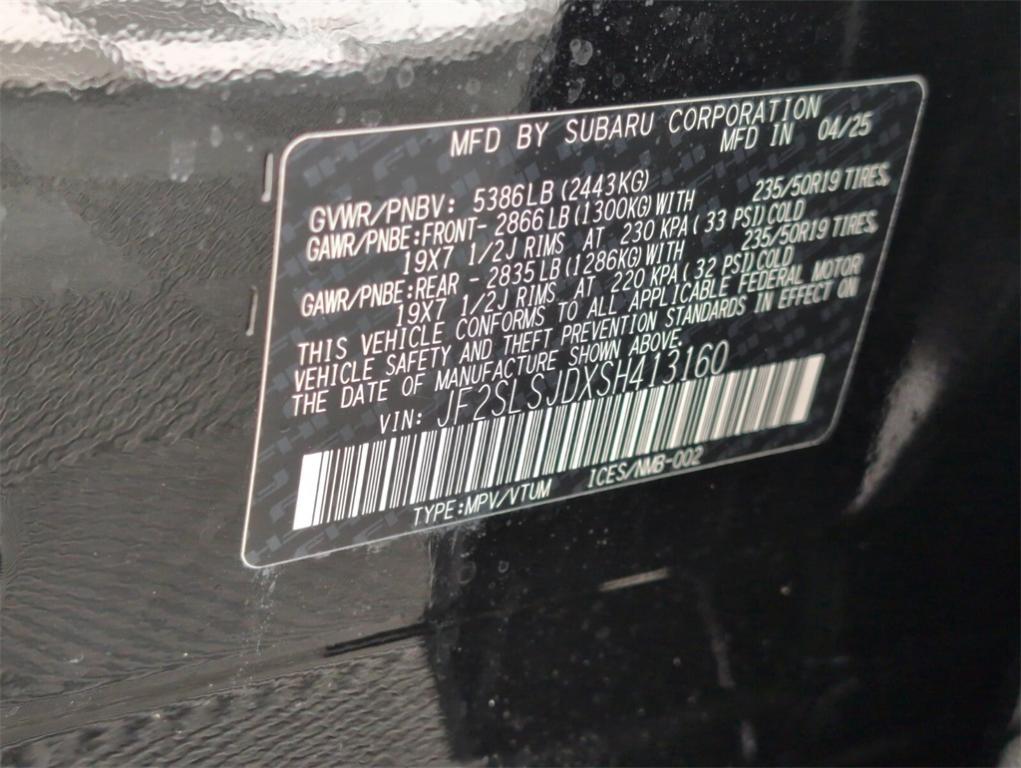 MFD BY SUBARU CORPORATION
MFD IN 04/25
GVWR/PNBV: 5386LB(2443KG)
GAWR/PNBE:FRONT- 2866LB(1300KG)WITH 235/50R19 TIRES,
19X7 1/2J RIMS AT 230 KPA( 33 PSI)COLD
GAWR/PNBE:REAR - 2835LB(1286KG)WITH 235/50R19 TIRES,
19X7 1/2J RIMS AT 220 KPA( 32 PSI)COLD
THIS VEHICLE CONFORMS TO ALL APPLICABLE FEDERAL MOTOR
VEHICLE SAFETY AND THEFT PREVENTION STANDARDS IN EFFECT ON
THE DATE OF MANUFACTURE SHOWN ABOVE.
VIN: JF2SLSJDXSH413160
TYPE:MPV/VTUM ICES/NMB-002